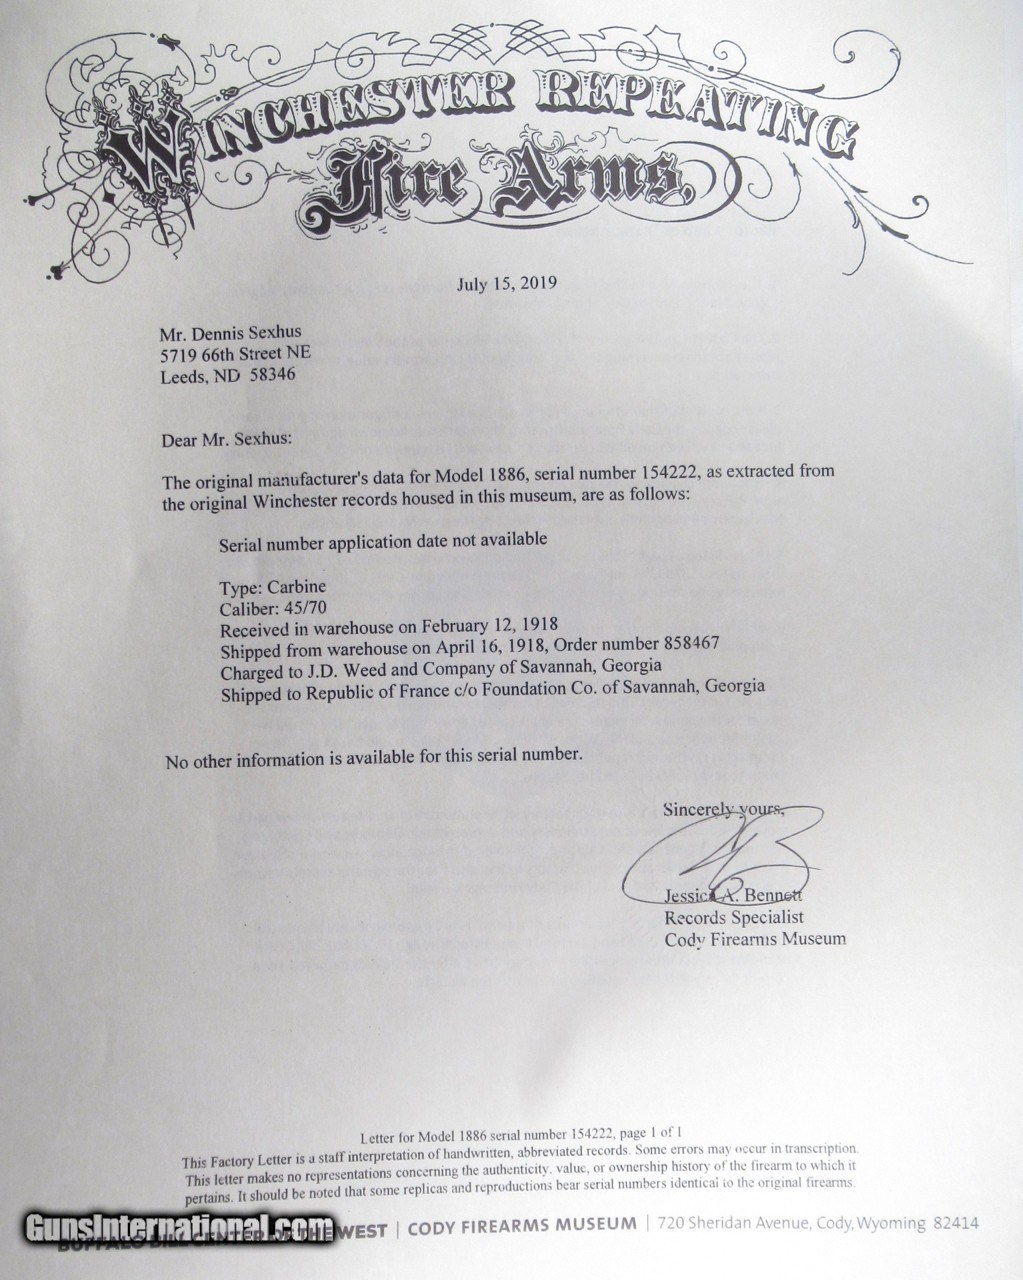 WINCHESTER REPEATING
Fire Arms.
July 15, 2019
Mr. Dennis Sexhus
5719 66th Street NE
Leeds, ND 58346
Dear Mr. Sexhus:
The original manufacturer's data for Model 1886, serial number 154222, as extracted from
the original Winchester records housed in this museum, are as follows:
Serial number application date not available
Type: Carbine
Caliber: 45/70
Received in warehouse on February 12, 1918
Shipped from warehouse on April 16, 1918, Order number 858467
Charged to J.D. Weed and Company of Savannah, Georgia
Shipped to Republic of France c/o Foundation Co. of Savannah, Georgia
No other information is available for this serial number.
Sincerely yours,
Jessica A. Bennett
Records Specialist
Cody Firearms Museum
Letter for Model 1886 serial number 154222, page 1 of 1
This Factory Letter is a staff interpretation of handwritten, abbreviated records. Some errors may occur in transcription.
This letter makes no representations concerning the authenticity, value, or ownership history of the firearm to which it
pertains. It should be noted that some replicas and reproductions bear serial numbers identical to the original firearms.
GunsInternational.com
BUFFALO BILL CENTER OF THE WEST | CODY FIREARMS MUSEUM | 720 Sheridan Avenue, Cody, Wyoming 82414